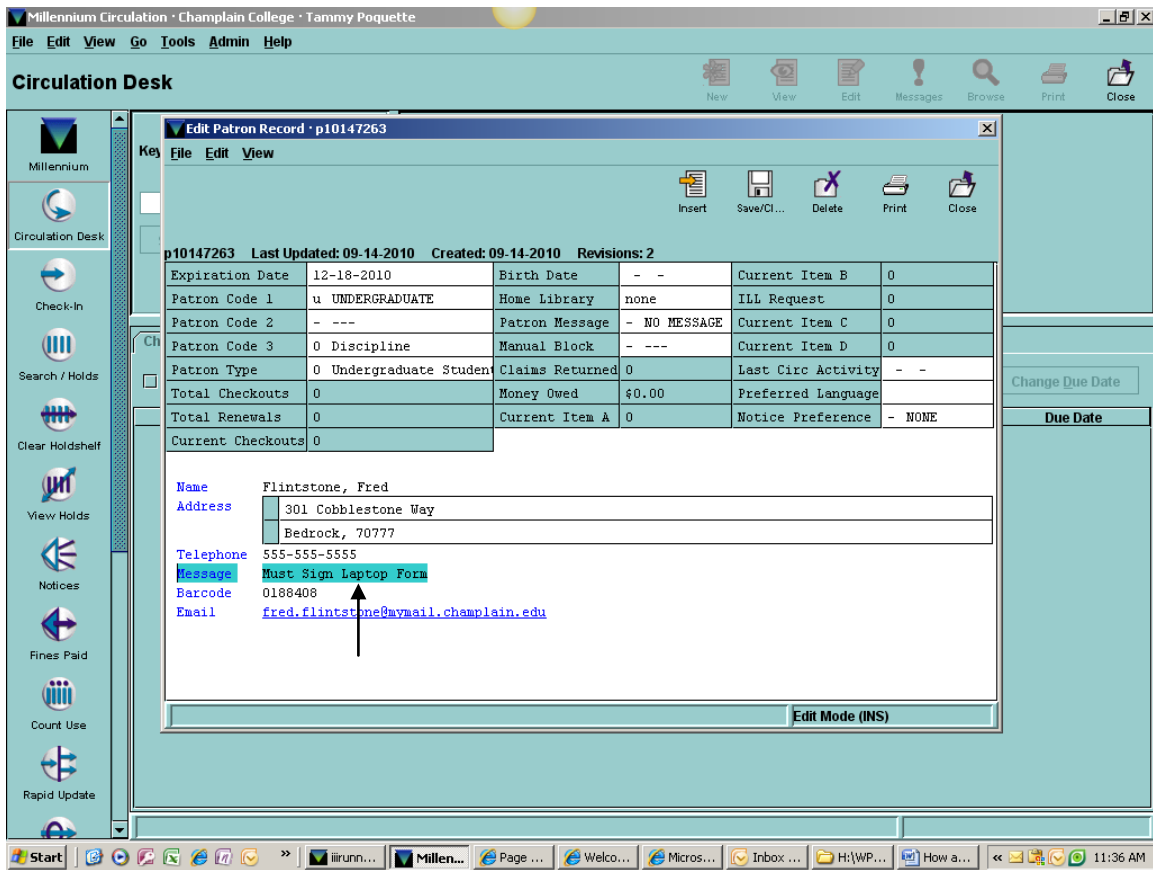 Millennium Circulation · Champlain College · Tammy Poquette
File Edit View Go Tools Admin Help
Circulation Desk
New View Edit Messages Browse Print Close
Millennium
Circulation Desk
Check-In
Search / Holds
Clear Holdshelf
View Holds
Notices
Fines Paid
Count Use
Rapid Update
Key
Ch
Change Due Date
Due Date
Edit Patron Record · p10147263
File Edit View
Insert Save/Cl... Delete Print Close
p10147263 Last Updated: 09-14-2010 Created: 09-14-2010 Revisions: 2
Expiration Date 12-18-2010 Birth Date - - Current Item B 0
Patron Code 1 u UNDERGRADUATE Home Library none ILL Request 0
Patron Code 2 - --- Patron Message - NO MESSAGE Current Item C 0
Patron Code 3 0 Discipline Manual Block - --- Current Item D 0
Patron Type 0 Undergraduate Studen Claims Returned 0 Last Circ Activity - -
Total Checkouts 0 Money Owed $0.00 Preferred Language
Total Renewals 0 Current Item A 0 Notice Preference - NONE
Current Checkouts 0
Name Flintstone, Fred
Address 301 Cobblestone Way
Bedrock, 70777
Telephone 555-555-5555
Message Must Sign Laptop Form
Barcode 0188408
Email fred.flintstone@mymail.champlain.edu
Edit Mode (INS)
Start » iiirunn... Millen... Page ... Welco... Micros... Inbox ... H:\WP... How a... « 11:36 AM